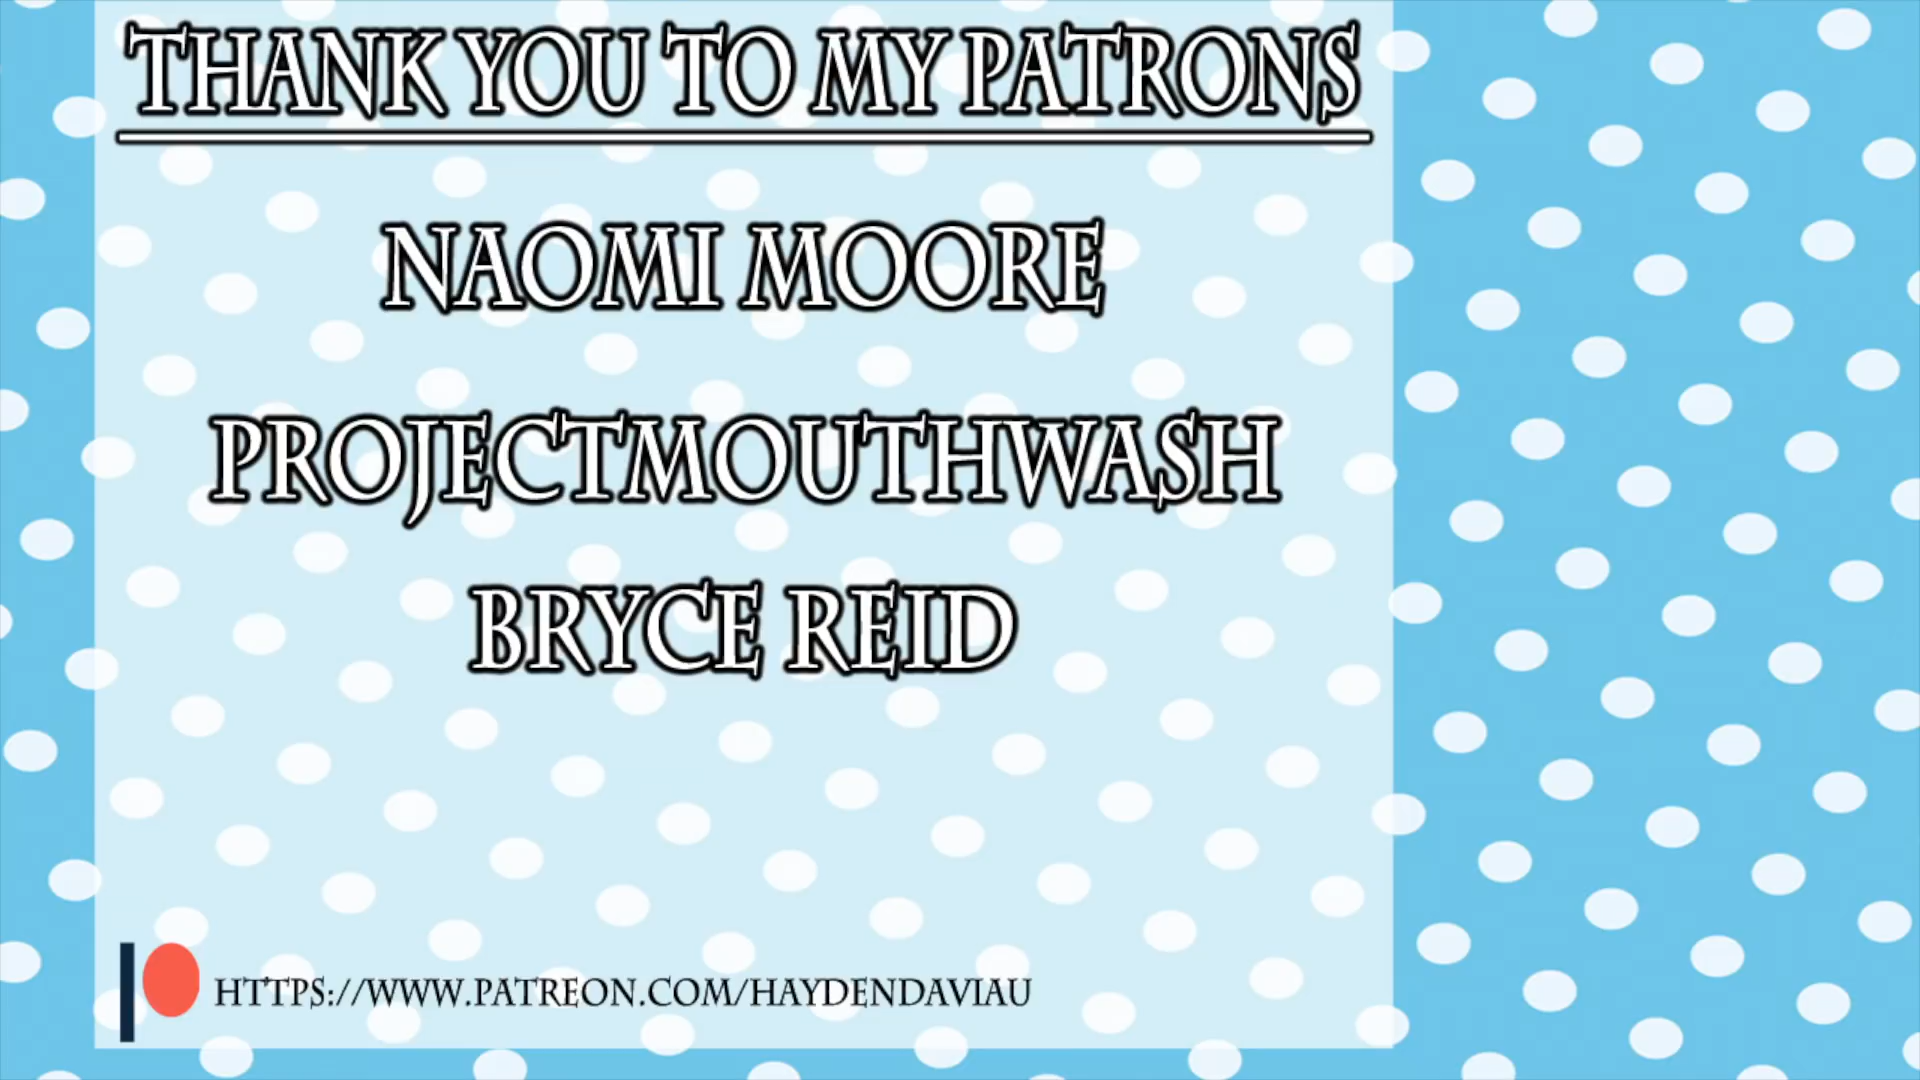 THANK YOU TO MY PATRONS
NAOMI MOORE
PROJECTMOUTHWASH
BRYCE REID
HTTPS://WWW.PATREON.COM/HAYDENDAVIAU